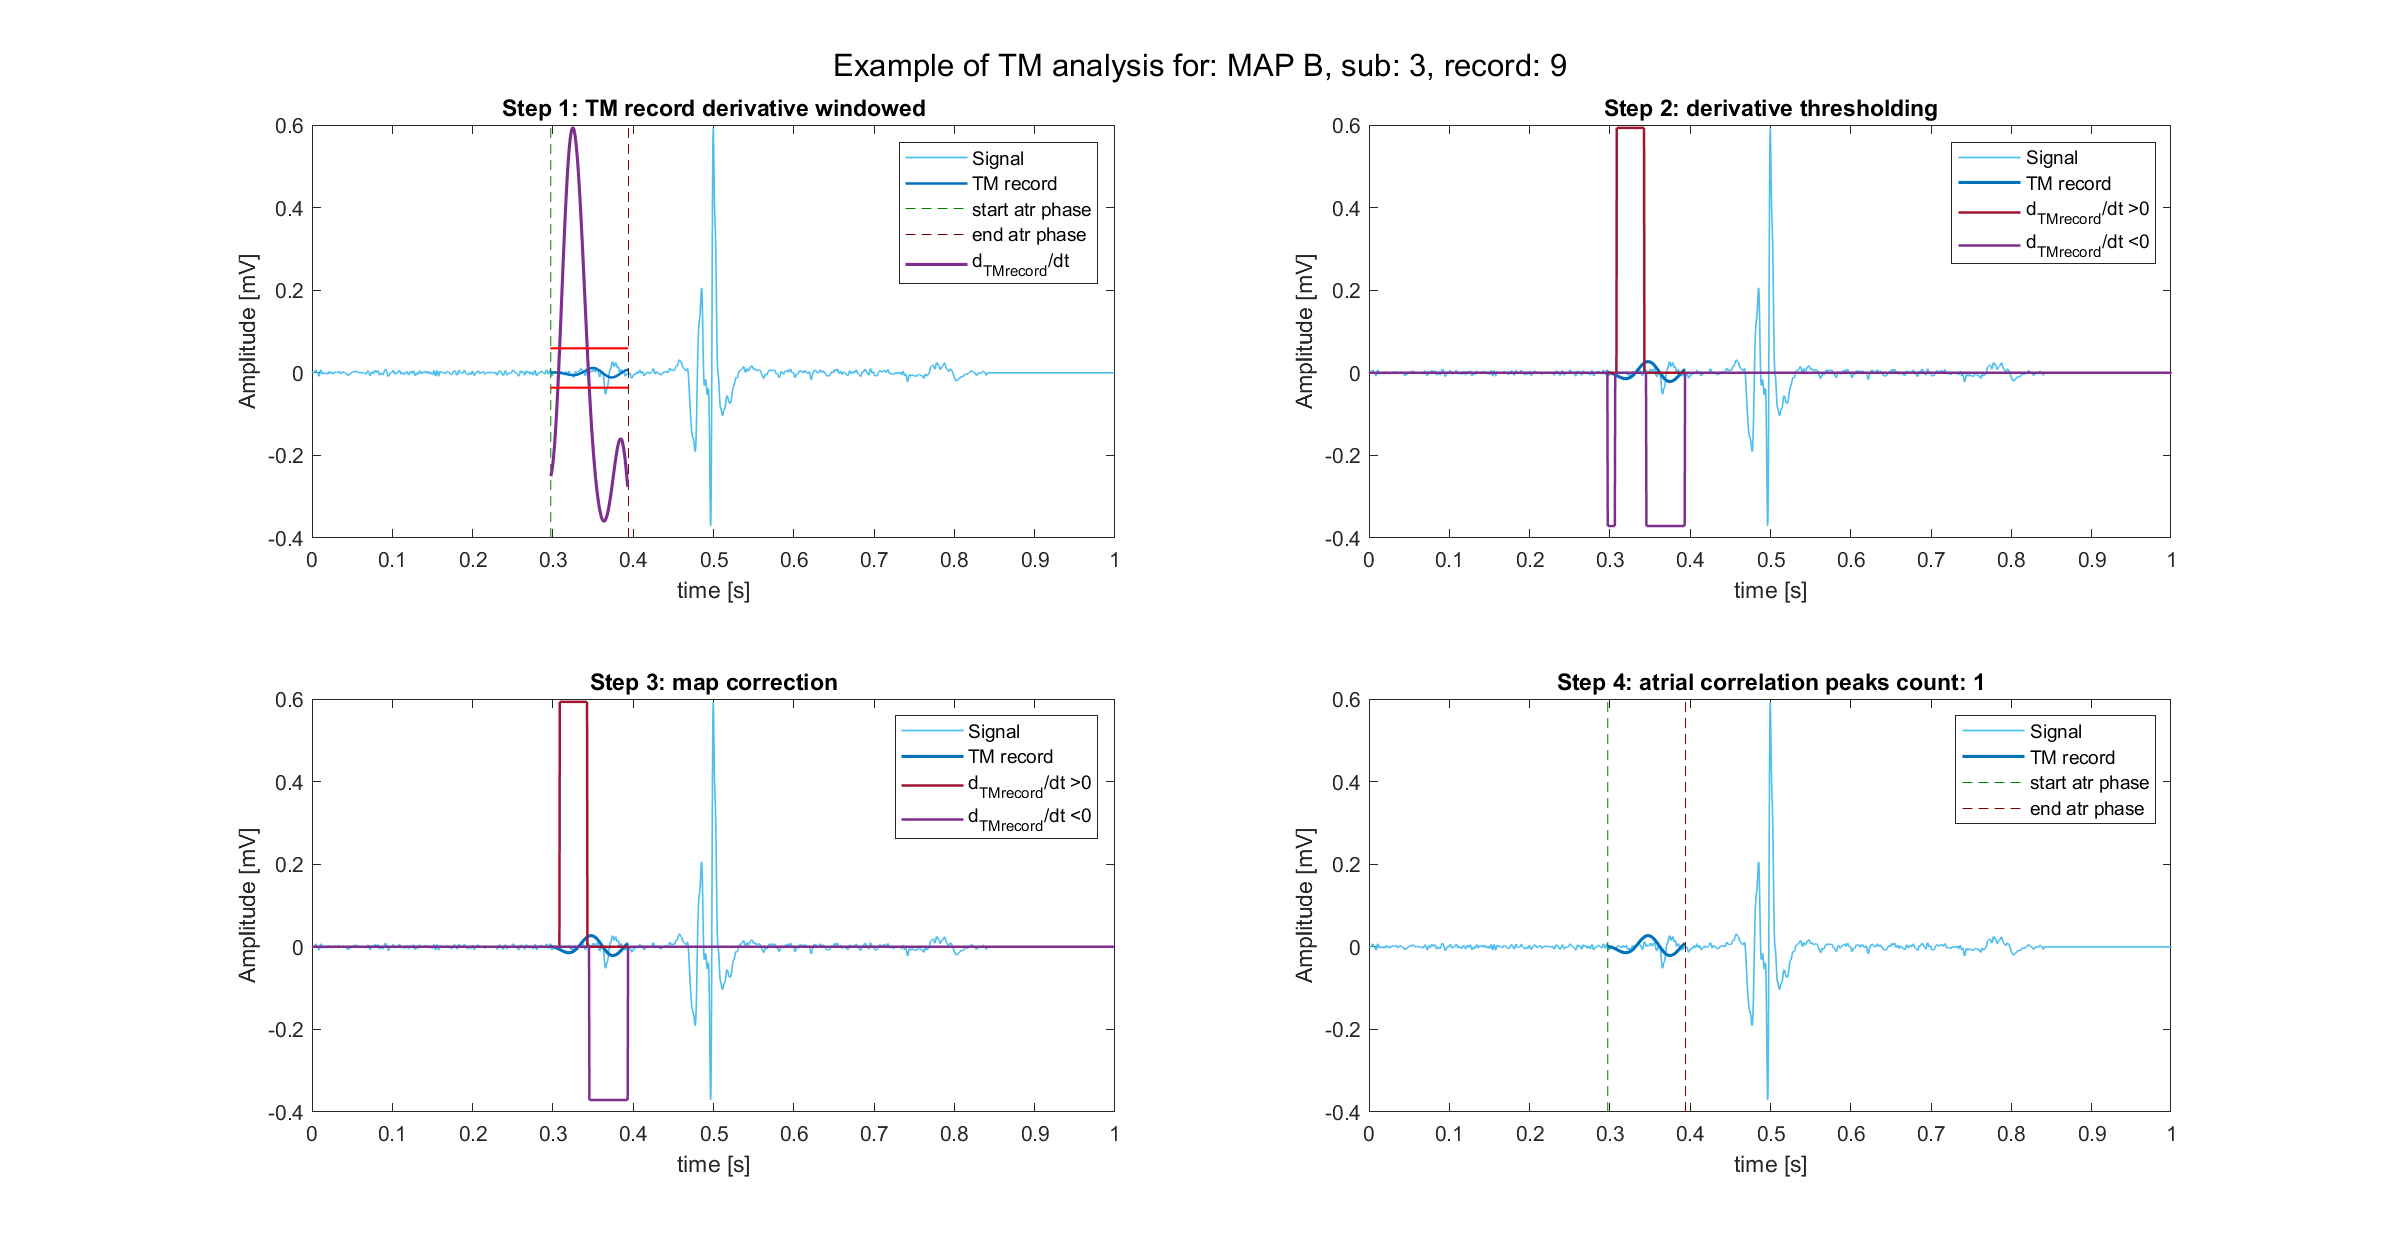 Example of TM analysis for: MAP B, sub: 3, record: 9
Step 1: TM record derivative windowed
0.6
0.4
0.2
0
-0.2
-0.4
Amplitude [mV]
0 0.1 0.2 0.3 0.4 0.5 0.6 0.7 0.8 0.9 1
time [s]
Signal
TM record
start atr phase
end atr phase
dTMrecord/dt
Step 2: derivative thresholding
0.6
0.4
0.2
0
-0.2
-0.4
Amplitude [mV]
0 0.1 0.2 0.3 0.4 0.5 0.6 0.7 0.8 0.9 1
time [s]
Signal
TM record
dTMrecord/dt >0
dTMrecord/dt <0
Step 3: map correction
0.6
0.4
0.2
0
-0.2
-0.4
Amplitude [mV]
0 0.1 0.2 0.3 0.4 0.5 0.6 0.7 0.8 0.9 1
time [s]
Signal
TM record
dTMrecord/dt >0
dTMrecord/dt <0
Step 4: atrial correlation peaks count: 1
0.6
0.4
0.2
0
-0.2
-0.4
Amplitude [mV]
0 0.1 0.2 0.3 0.4 0.5 0.6 0.7 0.8 0.9 1
time [s]
Signal
TM record
start atr phase
end atr phase